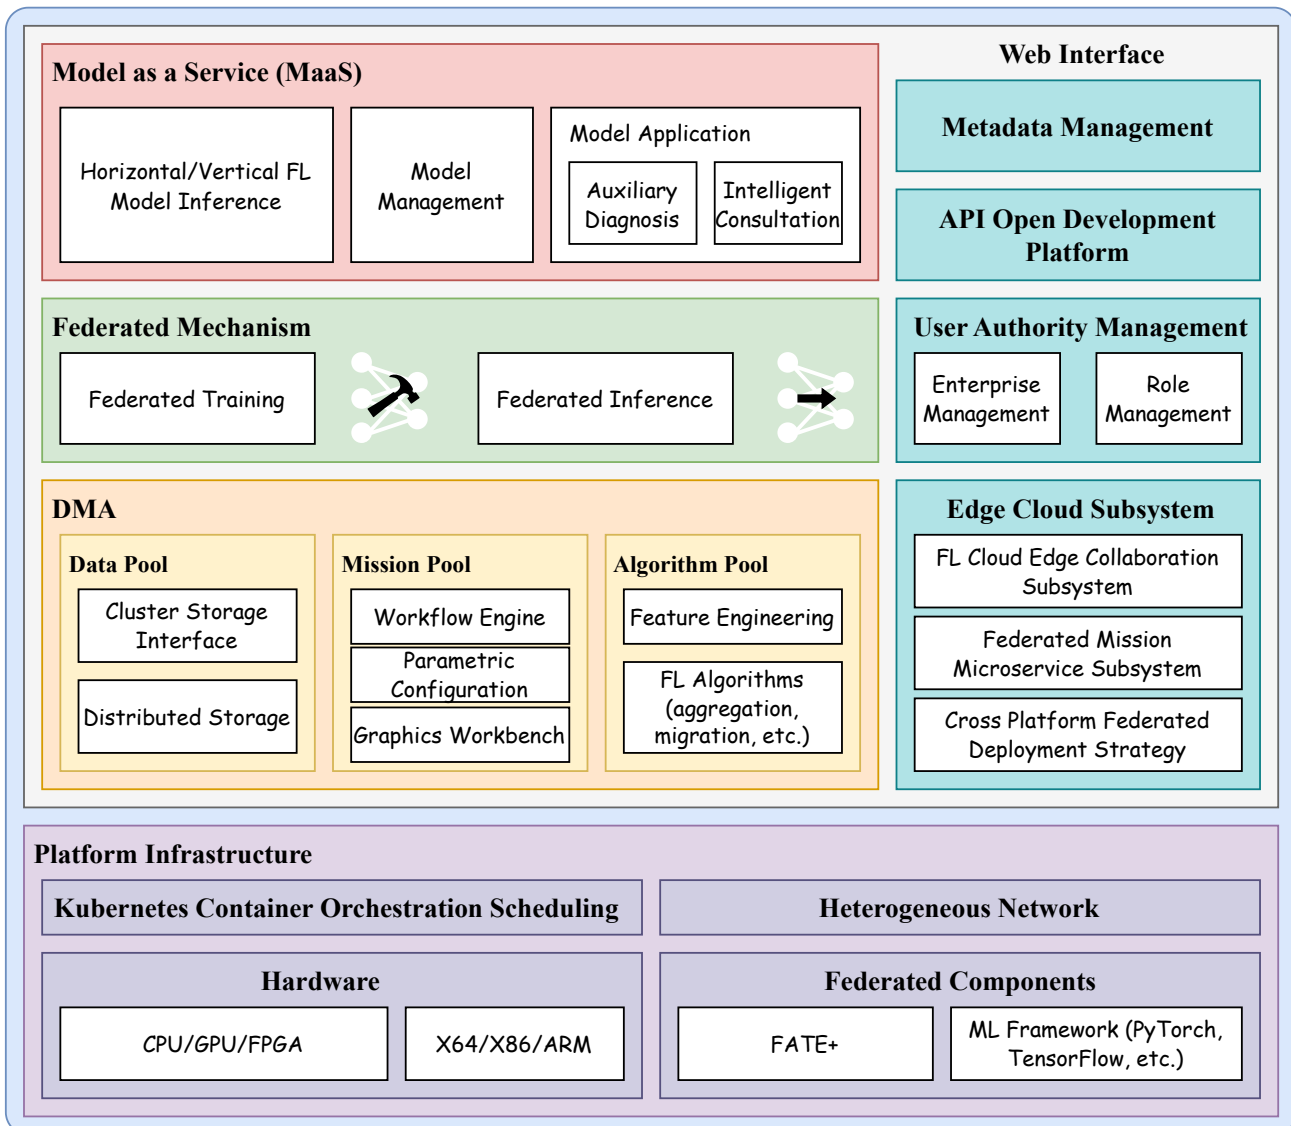 Model as a Service (MaaS)
Horizontal/Vertical FL
Model Inference
Model
Management
Model Application
Auxiliary
Diagnosis
Intelligent
Consultation
Web Interface
Metadata Management
API Open Development
Platform
Federated Mechanism
Federated Training
Federated Inference
User Authority Management
Enterprise
Management
Role
Management
DMA
Data Pool
Cluster Storage
Interface
Distributed Storage
Mission Pool
Workflow Engine
Parametric
Configuration
Graphics Workbench
Algorithm Pool
Feature Engineering
FL Algorithms
(aggregation,
migration, etc.)
Edge Cloud Subsystem
FL Cloud Edge Collaboration
Subsystem
Federated Mission
Microservice Subsystem
Cross Platform Federated
Deployment Strategy
Platform Infrastructure
Kubernetes Container Orchestration Scheduling
Heterogeneous Network
Hardware
CPU/GPU/FPGA
X64/X86/ARM
Federated Components
FATE+
ML Framework (PyTorch,
TensorFlow, etc.)